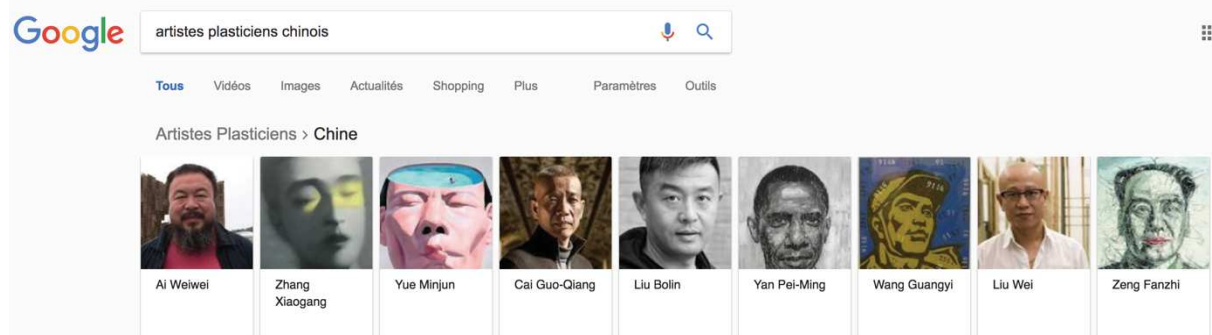 Google
artistes plasticiens chinois
Tous Vidéos Images Actualités Shopping Plus Paramètres Outils
Artistes Plasticiens > Chine
Ai Weiwei
Zhang
Xiaogang
Yue Minjun
Cai Guo-Qiang
Liu Bolin
Yan Pei-Ming
Wang Guangyi
Liu Wei
Zeng Fanzhi